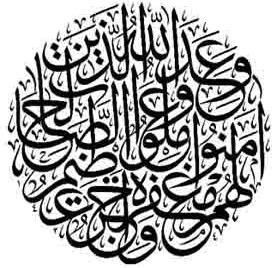 وعد الله الذين
امنوا وعملوا الصالحات
لهم مغفرة واجر عظيم